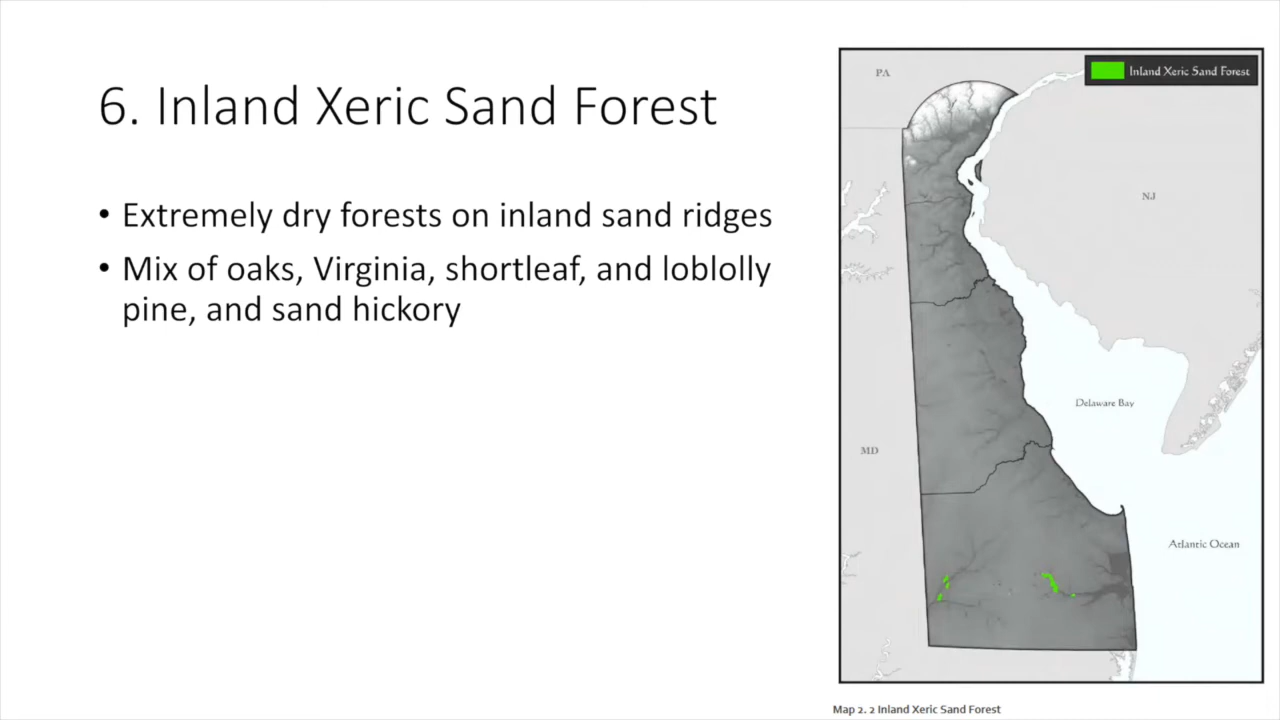 6. Inland Xeric Sand Forest
• Extremely dry forests on inland sand ridges
• Mix of oaks, Virginia, shortleaf, and loblolly
pine, and sand hickory
Inland Xeric Sand Forest
PA
NJ
Delaware Bay
MD
Atlantic Ocean
Map 2. 2 Inland Xeric Sand Forest